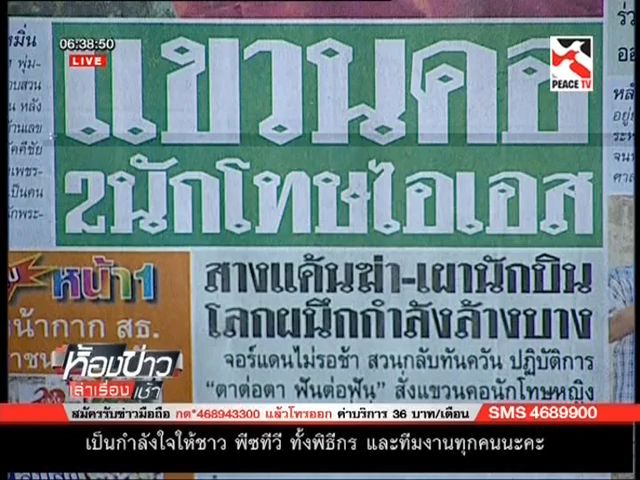 06:38:50
LIVE
PEACE TV
แขวนคอ
2นักโทษไอเอส
หน้า1
หน้ากาก สธ.
สางแค้นฆ่า-เผานักบิน
โลกผนึกกำลังล้างบาง
จอร์แดนไม่รอช้า สวนกลับทันควัน ปฏิบัติการ
“ตาต่อตา ฟันต่อฟัน” สั่งแขวนคอนักโทษหญิง
ห้องข่าว
เล่าเรื่อง เช้า
สมัครรับข่าวมือถือ กด*468943300 แล้วโทรออก ค่าบริการ 36 บาท/เดือน
SMS 4689900
เป็นกำลังใจให้ชาว พีซทีวี ทั้งพิธีกร และทีมงานทุกคนนะคะ